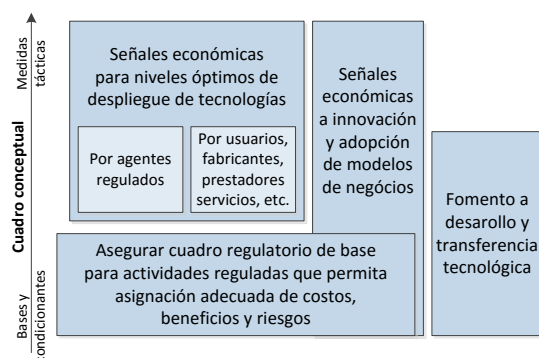 Medidas
tácticas
Cuadro conceptual
Bases y
condicionantes
Señales económicas
para niveles óptimos de
despliegue de tecnologías
Por agentes
regulados
Por usuarios,
fabricantes,
prestadores
servicios, etc.
Señales
económicas
a innovación
y adopción
de modelos
de negócios
Asegurar cuadro regulatorio de base
para actividades reguladas que permita
asignación adecuada de costos,
beneficios y riesgos
Fomento a
desarollo y
transferencia
tecnológica